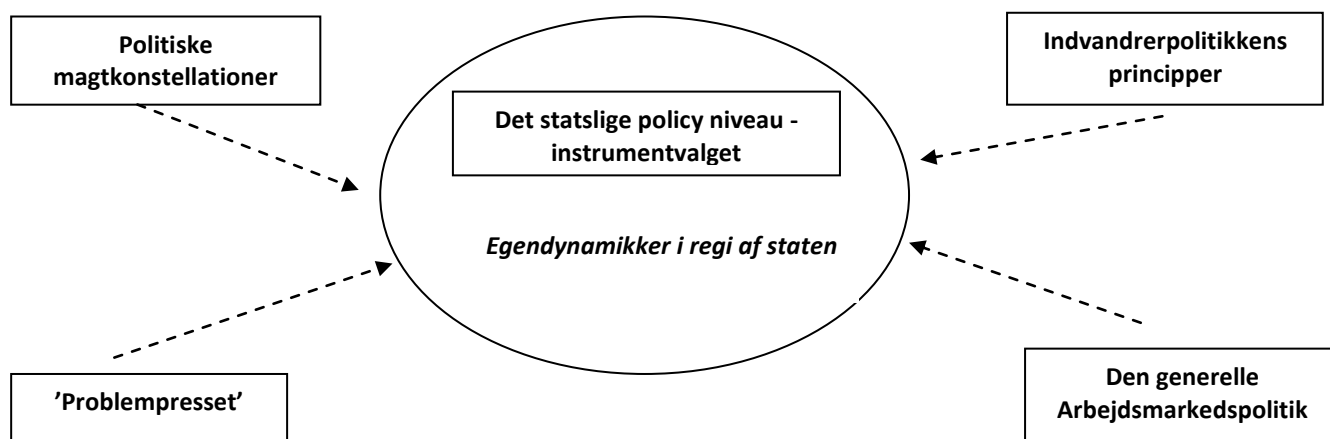 Politiske
magtkonstellationer
Indvandrerpolitikkens
principper
Det statslige policy niveau -
instrumentvalget
Egendynamikker i regi af staten
’Problempresset’
Den generelle
Arbejdsmarkedspolitik